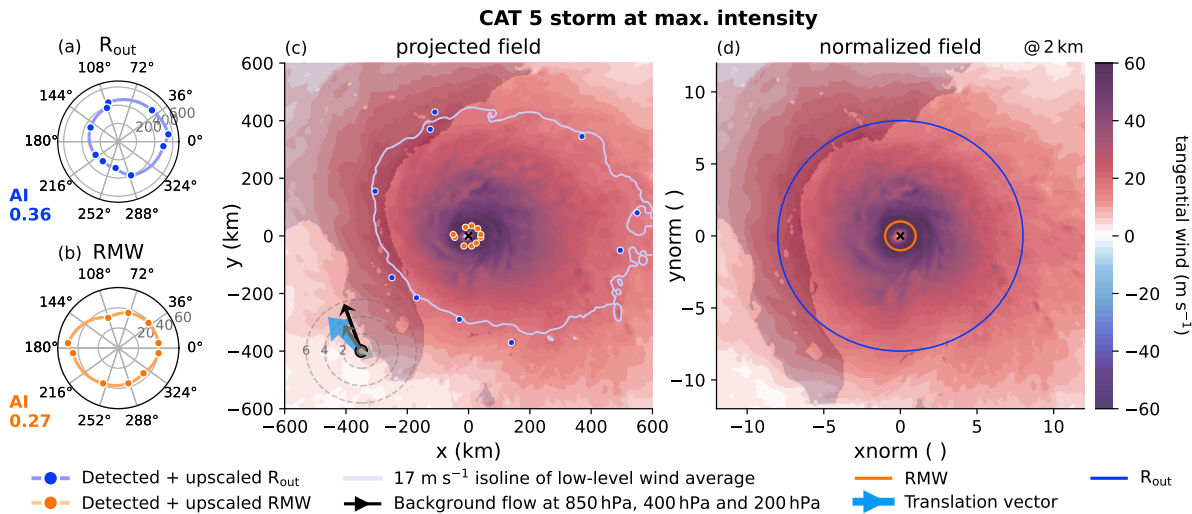 CAT 5 storm at max. intensity
(a)
R_out
108° 72°
144° 36°
180° 0°
200 400 600
216° 324°
252° 288°
AI
0.36
(b)
RMW
108° 72°
144° 36°
180° 0°
20 40 60
216° 324°
252° 288°
AI
0.27
(c) projected field
600
400
200
0
−200
−400
−600
y (km)
6 4 2
−600 −400 −200 0 200 400 600
x (km)
(d) normalized field @ 2 km
10
5
0
−5
−10
ynorm ( )
−10 −5 0 5 10
xnorm ( )
60
40
20
0
−20
−40
−60
tangential wind (m s⁻¹)
Detected + upscaled R_out
Detected + upscaled RMW
17 m s⁻¹ isoline of low-level wind average
Background flow at 850 hPa, 400 hPa and 200 hPa
RMW
Translation vector
R_out